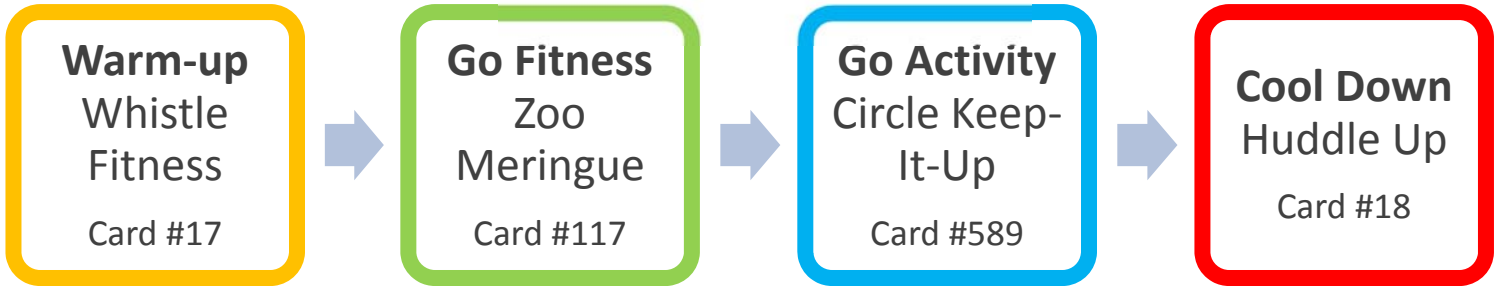 Warm-up
Whistle
Fitness
Card #17
Go Fitness
Zoo
Meringue
Card #117
Go Activity
Circle Keep-
It-Up
Card #589
Cool Down
Huddle Up
Card #18